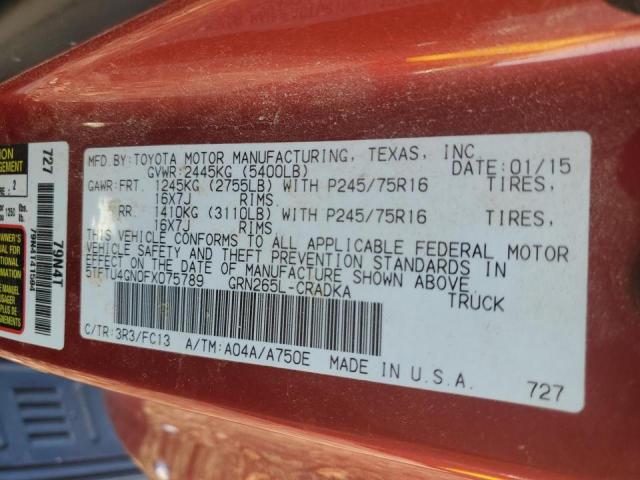 MFD.BY:TOYOTA MOTOR MANUFACTURING, TEXAS, INC.
GVWR:2445KG (5400LB) DATE:01/15
GAWR:FRT. 1245KG (2755LB) WITH P245/75R16 TIRES,
16X7J RIMS,
RR. 1410KG (3110LB) WITH P245/75R16 TIRES,
16X7J RIMS,
THIS VEHICLE CONFORMS TO ALL APPLICABLE FEDERAL MOTOR
VEHICLE SAFETY AND THEFT PREVENTION STANDARDS IN
EFFECT ON THE DATE OF MANUFACTURE SHOWN ABOVE.
5TFTU4GN0FX075789 GRN265L-CRADKA TRUCK
C/TR:3R3/FC13 A/TM:A04A/A750E MADE IN U.S.A.
727
727
79N4T
2
lbs.